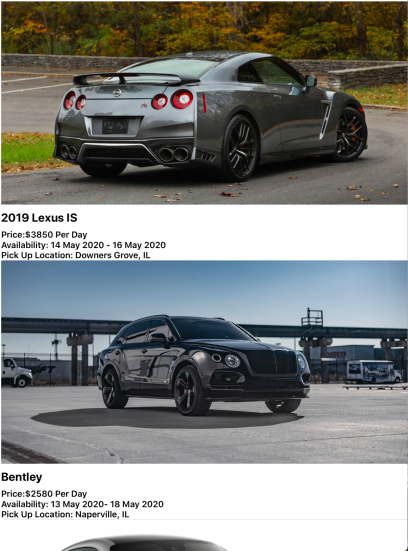 2019 Lexus IS
Price:$3850 Per Day
Availability: 14 May 2020 - 16 May 2020
Pick Up Location: Downers Grove, IL
Bentley
Price:$2580 Per Day
Availability: 13 May 2020- 18 May 2020
Pick Up Location: Naperville, IL